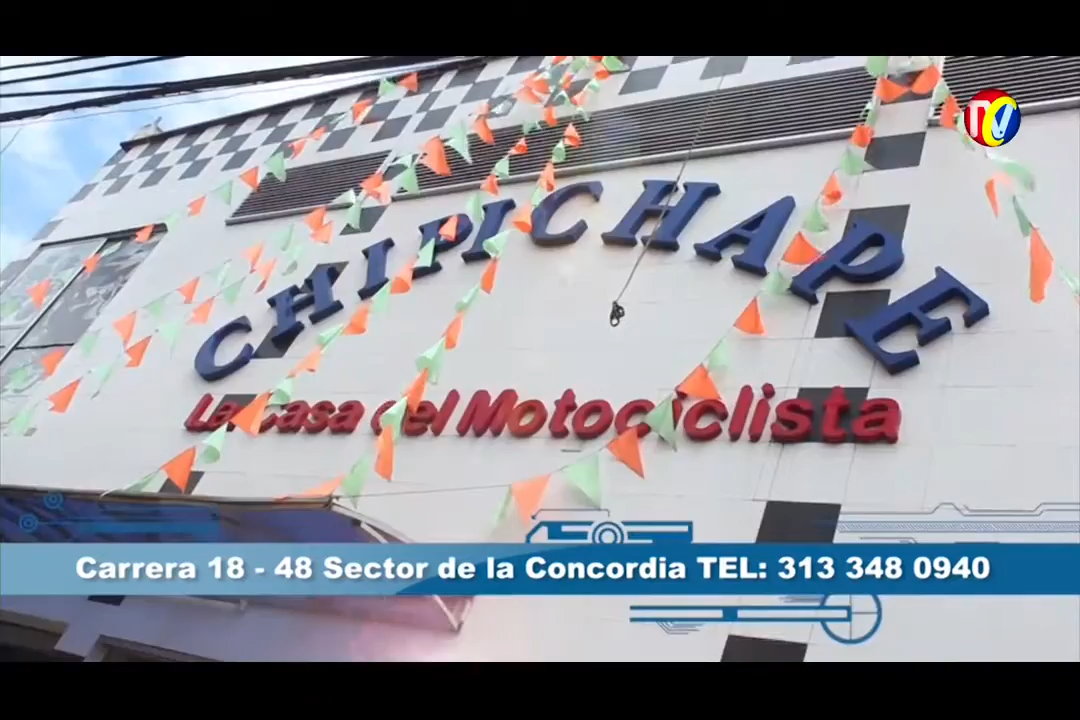 CHIPICHAPE
La Casa del Motociclista
Carrera 18 - 48 Sector de la Concordia TEL: 313 348 0940